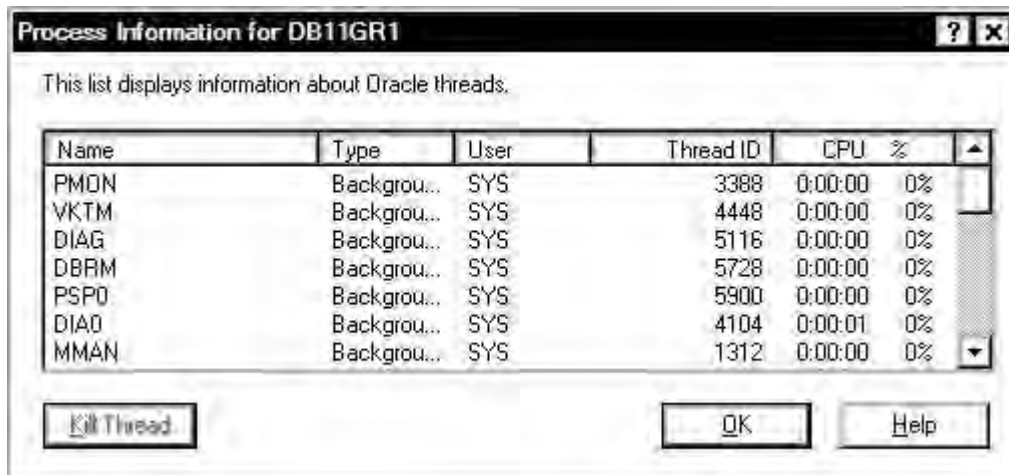 Process Information for DB11GR1 ? X
This list displays information about Oracle threads.
Name Type User Thread ID CPU %
PMON Backgrou... SYS 3388 0:00:00 0%
VKTM Backgrou... SYS 4448 0:00:00 0%
DIAG Backgrou... SYS 5116 0:00:00 0%
DBRM Backgrou... SYS 5728 0:00:00 0%
PSP0 Backgrou... SYS 5900 0:00:00 0%
DIA0 Backgrou... SYS 4104 0:00:01 0%
MMAN Backgrou... SYS 1312 0:00:00 0%
Kill Thread OK Help